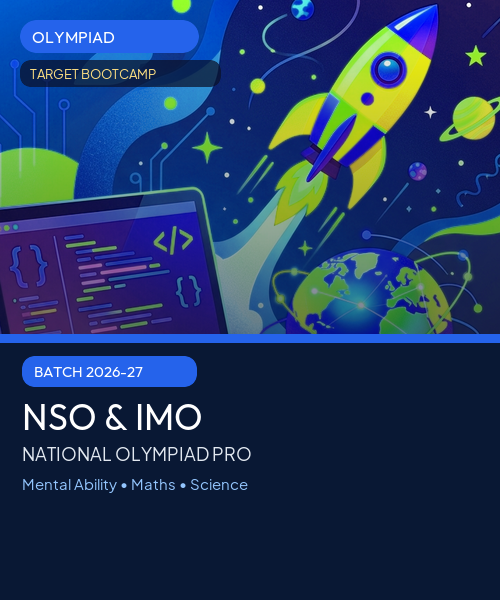 OLYMPIAD
TARGET BOOTCAMP
{ }
</>
{ }
BATCH 2026-27
NSO & IMO
NATIONAL OLYMPIAD PRO
Mental Ability • Maths • Science